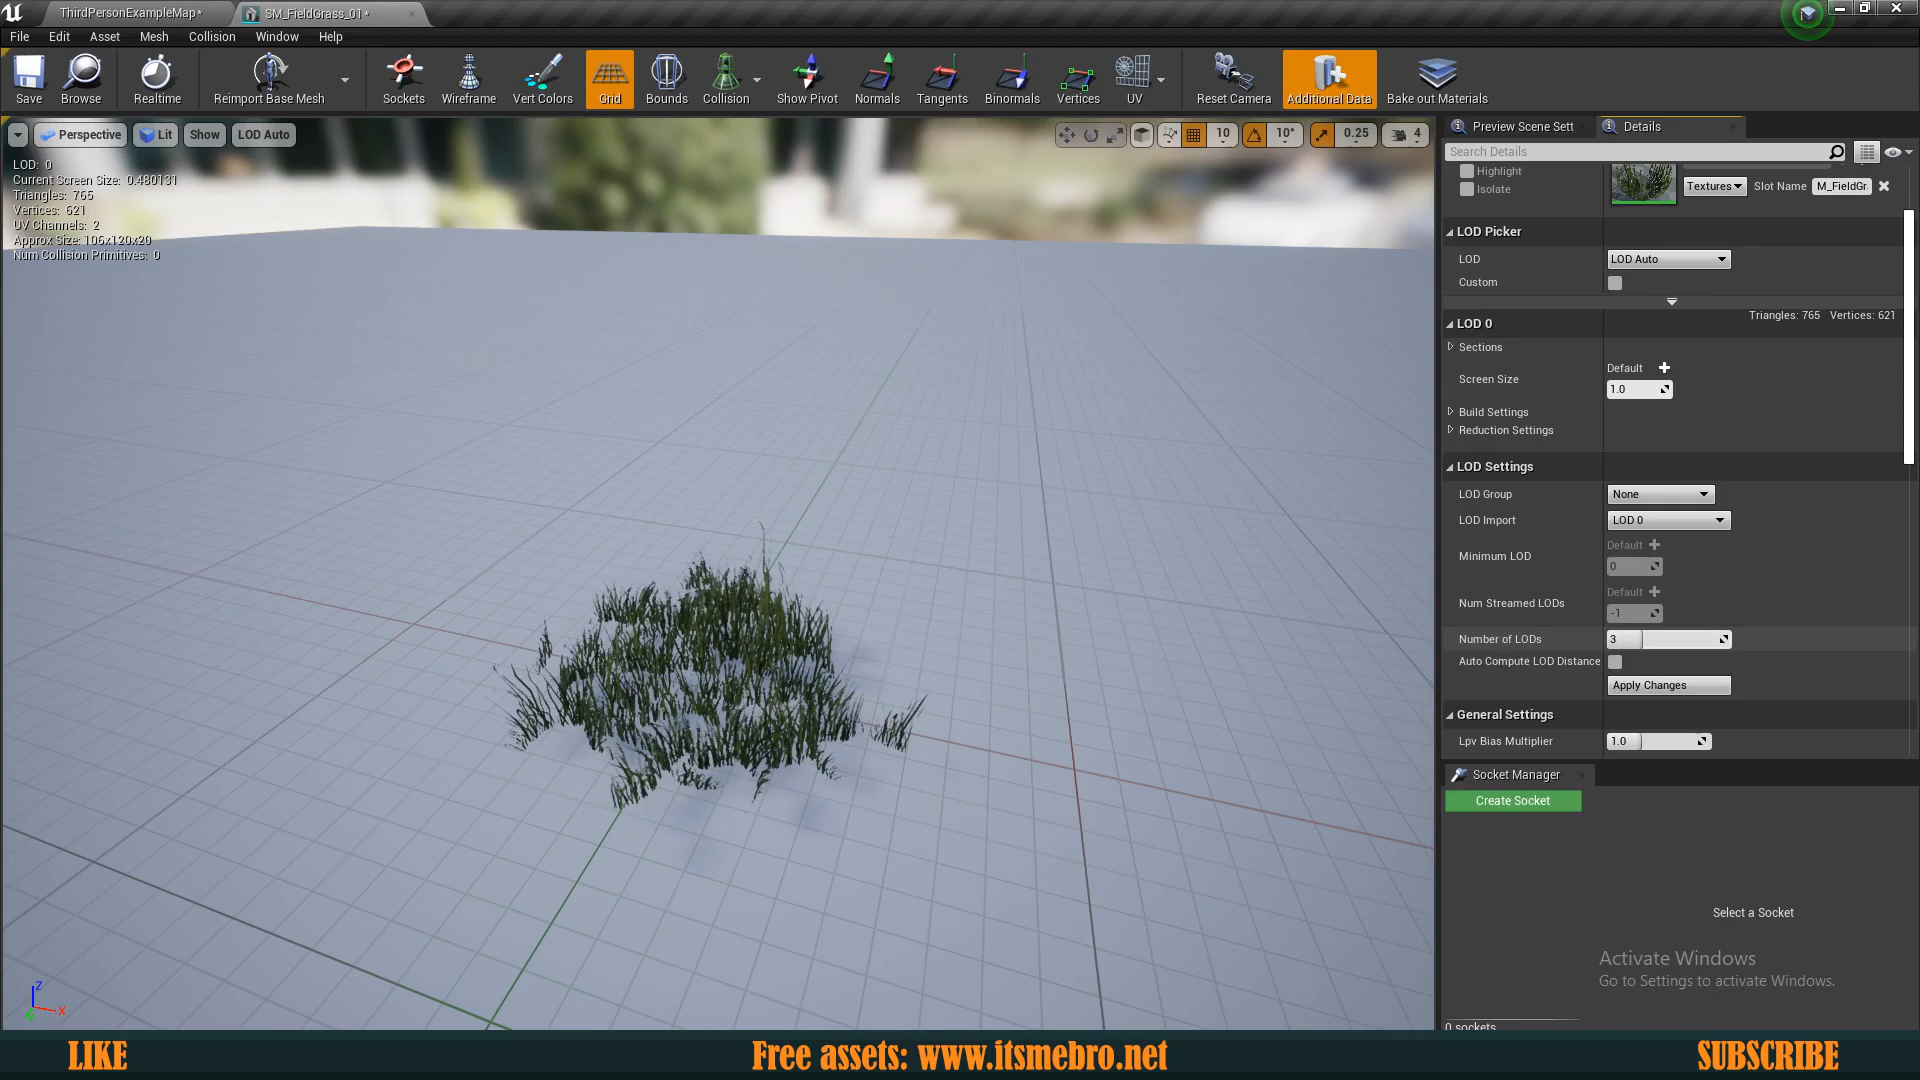 ThirdPersonExampleMap*
SM_FieldGrass_01*
File Edit Asset Mesh Collision Window Help
Save Browse Realtime Reimport Base Mesh Sockets Wireframe Vert Colors Grid Bounds Collision Show Pivot Normals Tangents Binormals Vertices UV Reset Camera Additional Data Bake out Materials
Perspective Lit Show LOD Auto
10 10° 0.25 4
LOD: 0
Current Screen Size: 0.480131
Triangles: 765
Vertices: 621
UV Channels: 2
Approx Size: 106x120x20
Num Collision Primitives: 0
Z
X
Preview Scene Sett
Details
Search Details
Highlight
Isolate
Textures Slot Name M_FieldGr
LOD Picker
LOD LOD Auto
Custom
LOD 0
Triangles: 765 Vertices: 621
Sections
Default
Screen Size
1.0
Build Settings
Reduction Settings
LOD Settings
LOD Group None
LOD Import LOD 0
Default
Minimum LOD
0
Default
Num Streamed LODs
-1
Number of LODs 3
Auto Compute LOD Distance
Apply Changes
General Settings
Lpv Bias Multiplier 1.0
Socket Manager
Create Socket
Select a Socket
Activate Windows
Go to Settings to activate Windows.
0 sockets
LIKE
Free assets: www.itsmebro.net
SUBSCRIBE